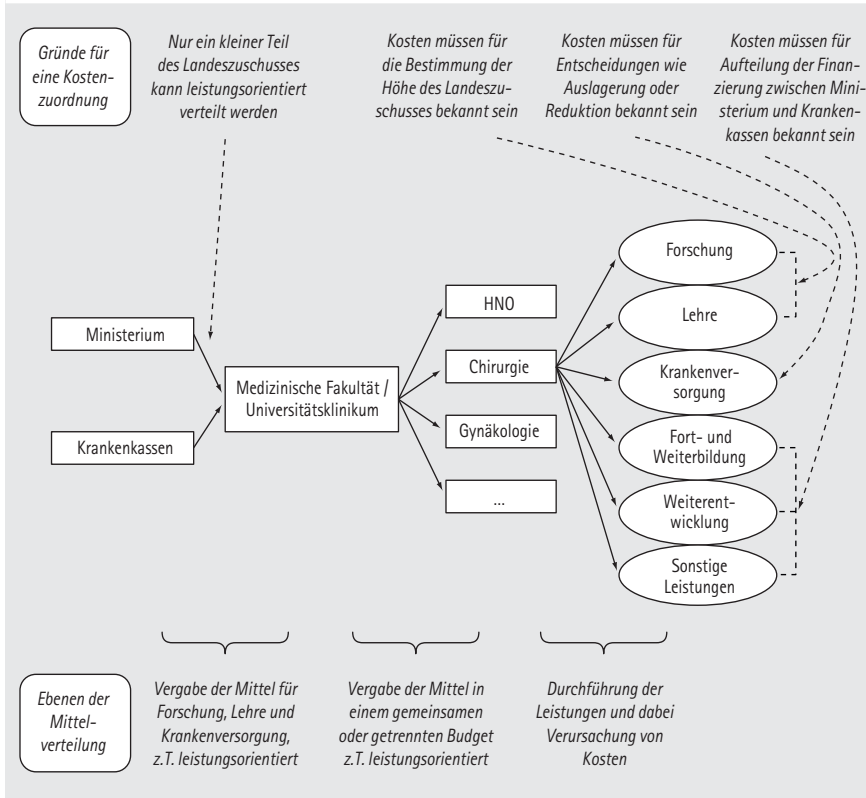 Gründe für
eine Kosten-
zuordnung
Nur ein kleiner Teil
des Landeszuschusses
kann leistungsorientiert
verteilt werden
Kosten müssen für
die Bestimmung der
Höhe des Landeszu-
schusses bekannt sein
Kosten müssen für
Entscheidungen wie
Auslagerung oder
Reduktion bekannt sein
Kosten müssen für
Aufteilung der Finan-
zierung zwischen Mini-
sterium und Kranken-
kassen bekannt sein
Ministerium
Krankenkassen
Medizinische Fakultät /
Universitätsklinikum
HNO
Chirurgie
Gynäkologie
...
Forschung
Lehre
Krankenver-
sorgung
Fort- und
Weiterbildung
Weiterent-
wicklung
Sonstige
Leistungen
Ebenen der
Mittel-
verteilung
Vergabe der Mittel für
Forschung, Lehre und
Krankenversorgung,
z.T. leistungsorientiert
Vergabe der Mittel in
einem gemeinsamen
oder getrennten Budget
z.T. leistungsorientiert
Durchführung der
Leistungen und dabei
Verursachung von
Kosten